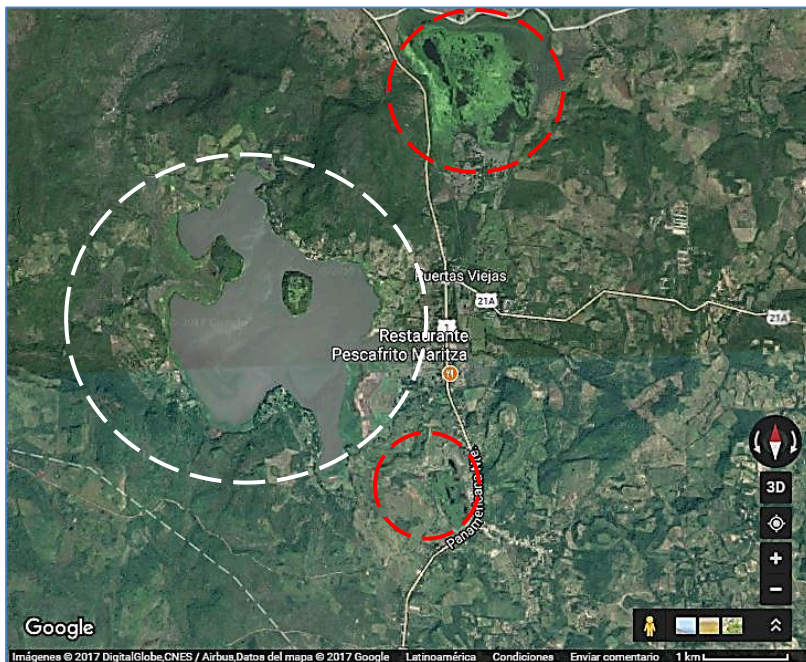 Puertas Viejas
21A
21A
1
Restaurante
Pescafrito Maritza
Panamericana
3D
+
−
Google
Imágenes © 2017 DigitalGlobe,CNES / Airbus,Datos del mapa © 2017 Google Latinoamérica Condiciones Enviar comentario 1 km